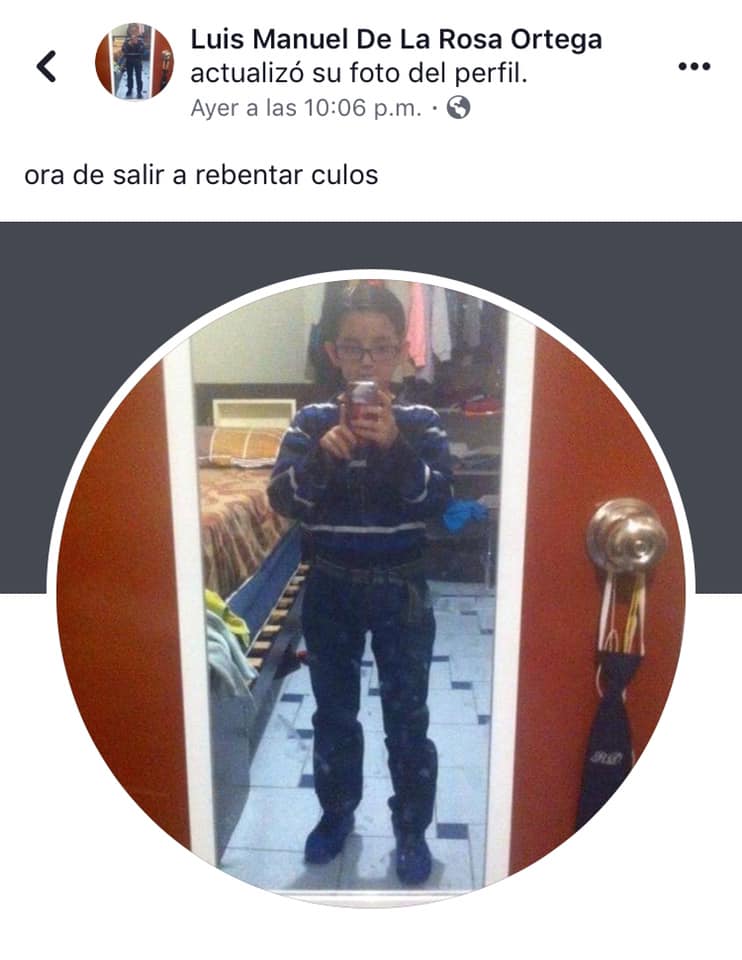 Luis Manuel De La Rosa Ortega
actualizó su foto del perfil.
Ayer a las 10:06 p.m. ·
ora de salir a rebentar culos